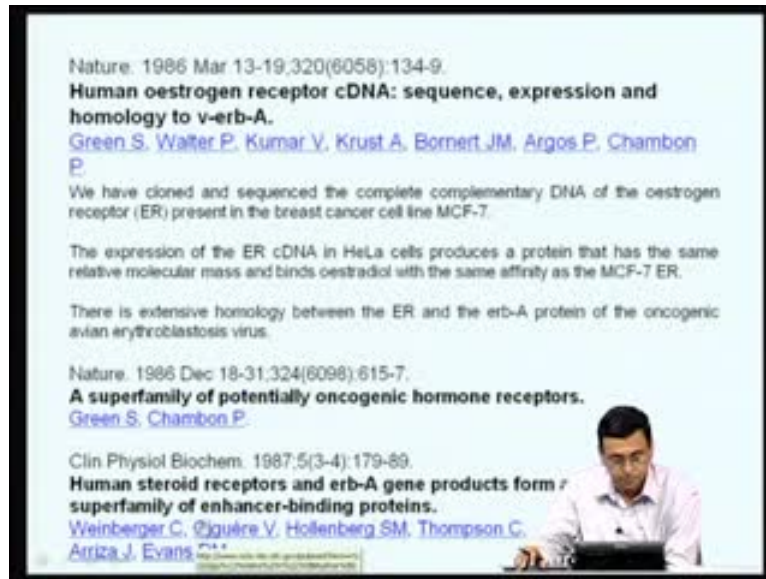 Nature. 1986 Mar 13-19;320(6058):134-9.
Human oestrogen receptor cDNA: sequence, expression and
homology to v-erb-A.
Green S, Walter P, Kumar V, Krust A, Bornert JM, Argos P, Chambon
P.
We have cloned and sequenced the complete complementary DNA of the oestrogen
receptor (ER) present in the breast cancer cell line MCF-7.
The expression of the ER cDNA in HeLa cells produces a protein that has the same
relative molecular mass and binds oestradiol with the same affinity as the MCF-7 ER.
There is extensive homology between the ER and the erb-A protein of the oncogenic
avian erythroblastosis virus.
Nature. 1986 Dec 18-31;324(6098):615-7.
A superfamily of potentially oncogenic hormone receptors.
Green S, Chambon P.
Clin Physiol Biochem. 1987;5(3-4):179-89.
Human steroid receptors and erb-A gene products form a
superfamily of enhancer-binding proteins.
Weinberger C, Giguère V, Hollenberg SM, Thompson C,
Arriza J, Evans RM